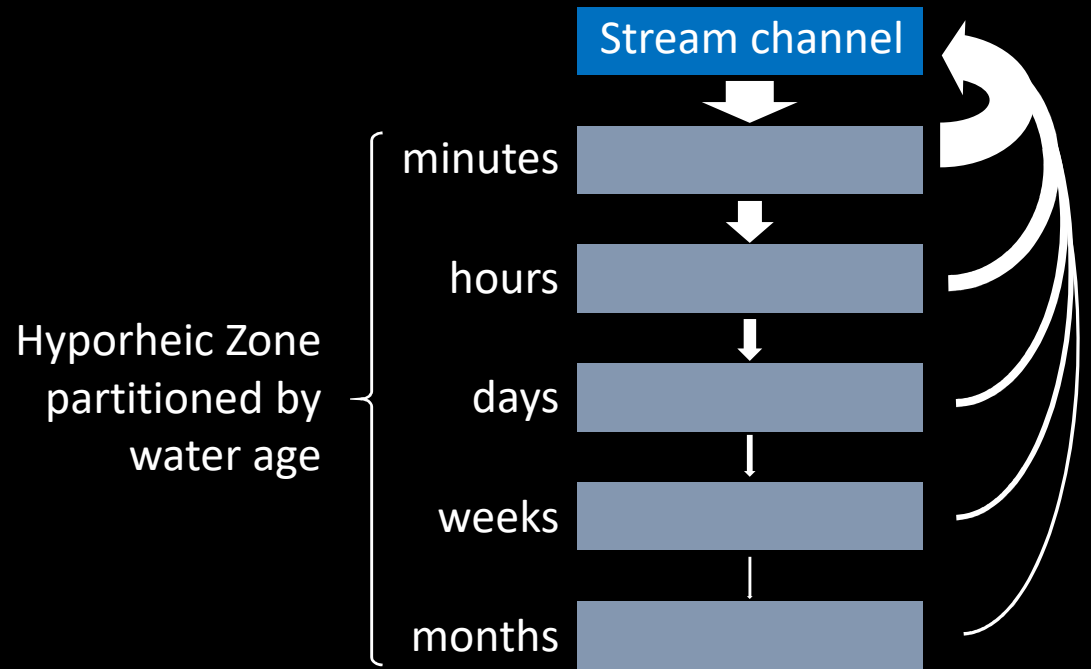 Stream channel
minutes
hours
Hyporheic Zone
partitioned by
water age
days
weeks
months